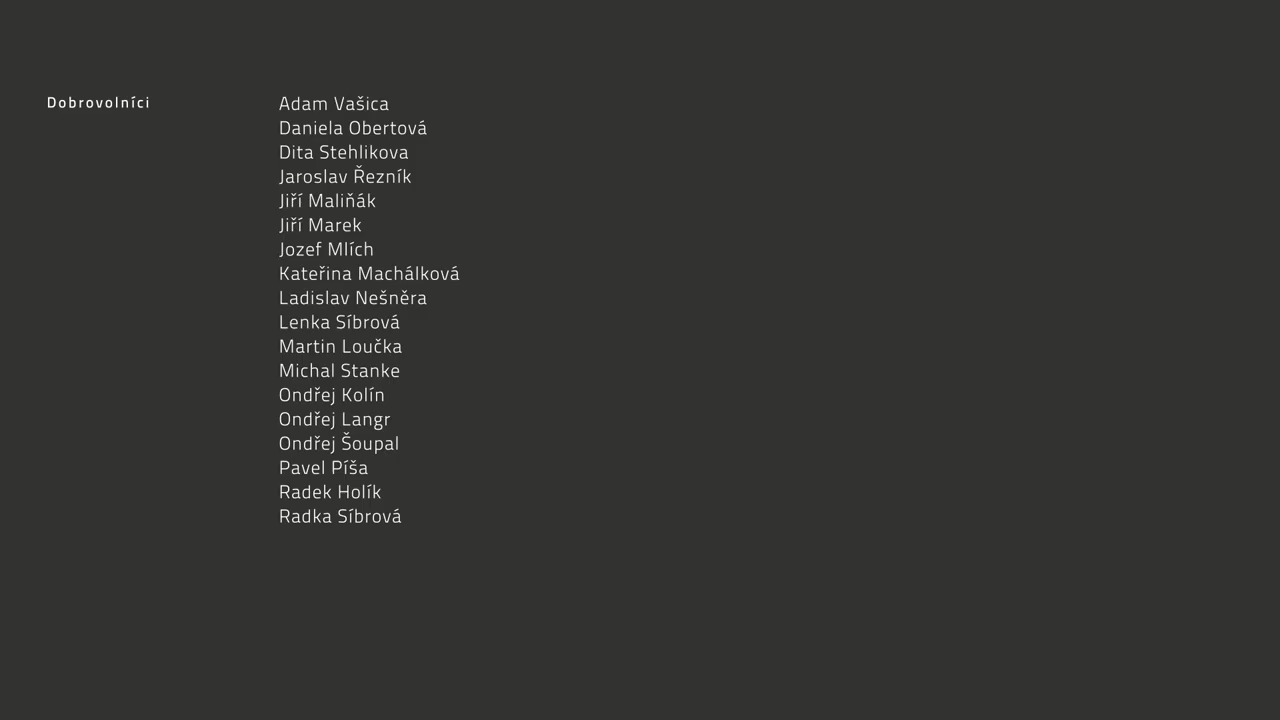 Dobrovolníci
Adam Vašica
Daniela Obertová
Dita Stehlikova
Jaroslav Řezník
Jiří Maliňák
Jiří Marek
Jozef Mlích
Kateřina Machálková
Ladislav Nešněra
Lenka Síbrová
Martin Loučka
Michal Stanke
Ondřej Kolín
Ondřej Langr
Ondřej Šoupal
Pavel Píša
Radek Holík
Radka Síbrová